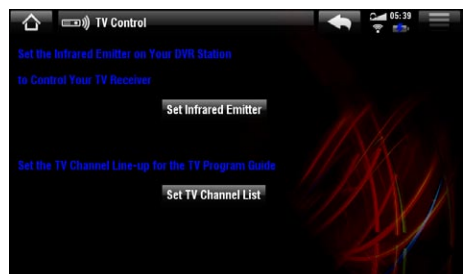 TV Control
05:39
Set the Infrared Emitter on Your DVR Station
to Control Your TV Receiver
Set Infrared Emitter
Set the TV Channel Line-up for the TV Program Guide
Set TV Channel List